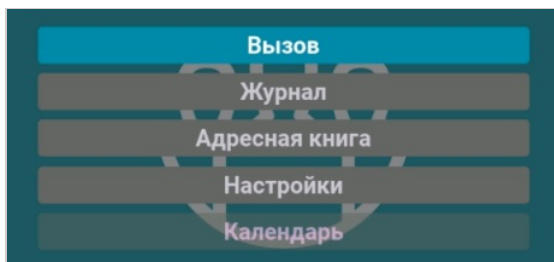 Вызов
Журнал
Адресная книга
Настройки
Календарь